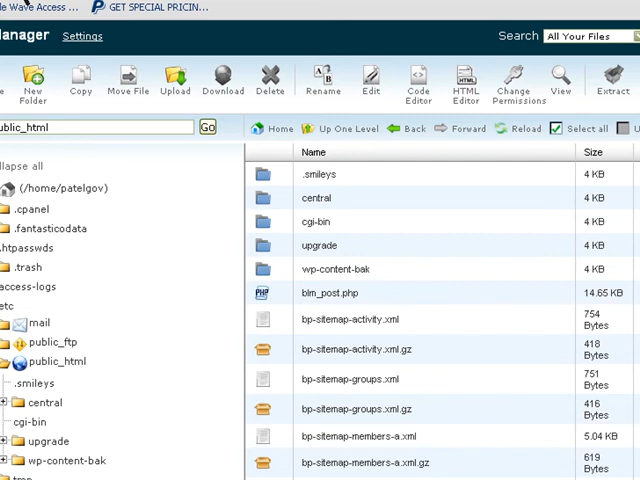 le Wave Access ... GET SPECIAL PRICIN...
Manager Settings Search All Your Files
New Folder Copy Move File Upload Download Delete Rename Edit Code Editor HTML Editor Change Permissions View Extract
ublic_html Go Home Up One Level Back Forward Reload Select all U
Name Size
llapse all
.smileys 4 KB
(/home/patelgov)
central 4 KB
.cpanel
cgi-bin 4 KB
.fantasticodata
upgrade 4 KB
.htpasswds
.trash
wp-content-bak 4 KB
access-logs
PHP blm_post.php 14.65 KB
etc
mail
bp-sitemap-activity.xml 754 Bytes
public_ftp
bp-sitemap-activity.xml.gz 418 Bytes
public_html
.smileys
bp-sitemap-groups.xml 751 Bytes
central
bp-sitemap-groups.xml.gz 416 Bytes
cgi-bin
bp-sitemap-members-a.xml 5.04 KB
upgrade
wp-content-bak
bp-sitemap-members-a.xml.gz 619 Bytes
tmp